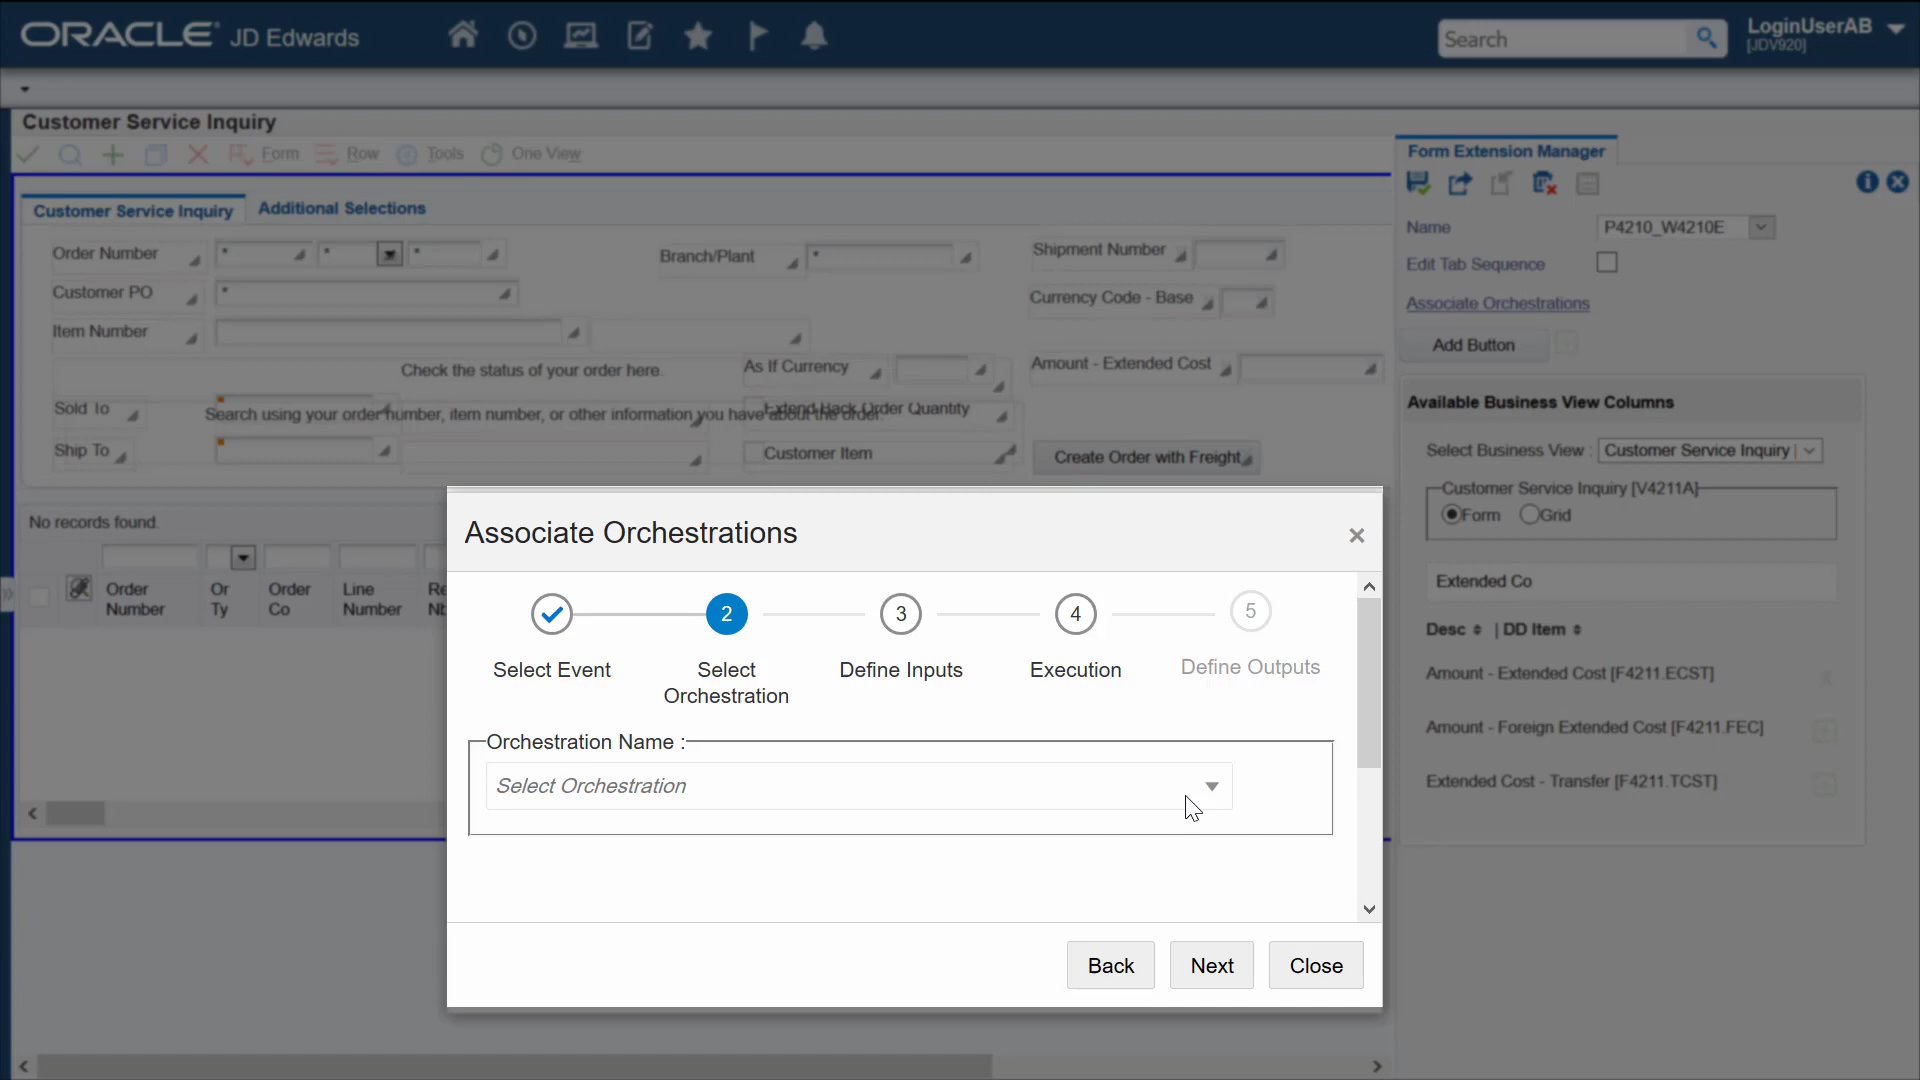 ORACLE JD Edwards
Search
LoginUserAB
[JDV920]
Customer Service Inquiry
Form Row Tools One View
Customer Service Inquiry Additional Selections
Order Number * * *
Branch/Plant *
Shipment Number
Customer PO *
Currency Code - Base
Item Number
Check the status of your order here.
As If Currency
Amount - Extended Cost
Sold To
Search using your order number, item number, or other information you have about the order.
Extend Back Order Quantity
Ship To
Customer Item
Create Order with Freight
No records found.
Order Number
Or Ty
Order Co
Line Number
Form Extension Manager
Name P4210_W4210E
Edit Tab Sequence
Associate Orchestrations
Add Button
Available Business View Columns
Select Business View : Customer Service Inquiry
Customer Service Inquiry [V4211A]
Form Grid
Extended Co
Desc | DD Item
Amount - Extended Cost [F4211.ECST]
Amount - Foreign Extended Cost [F4211.FEC]
Extended Cost - Transfer [F4211.TCST]
Associate Orchestrations
×
2 3 4 5
Select Event
Select Orchestration
Define Inputs
Execution
Define Outputs
Orchestration Name :
Select Orchestration
Back Next Close